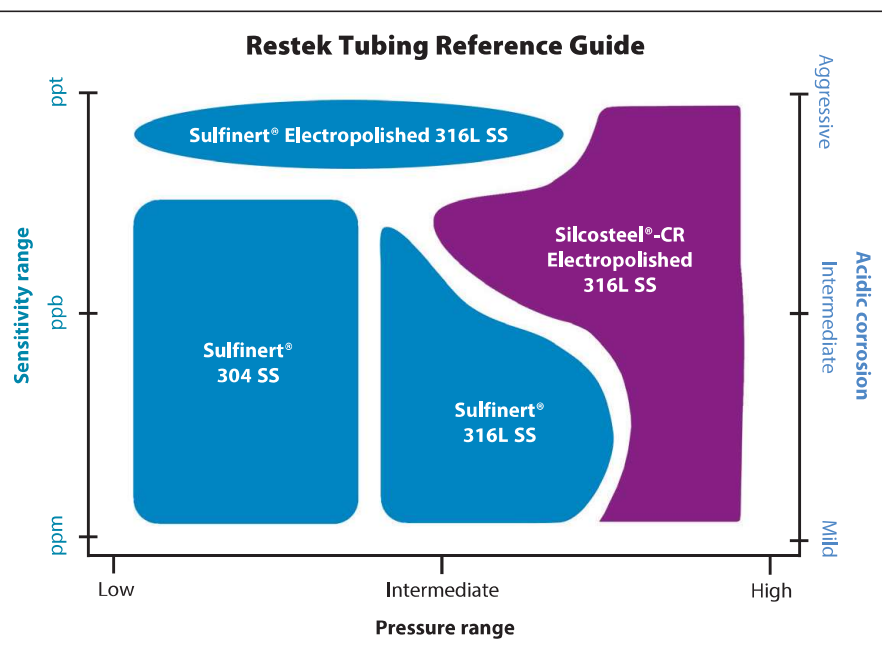 Restek Tubing Reference Guide
Sensitivity range
ppt
ppb
ppm
Sulfinert® Electropolished 316L SS
Sulfinert®
304 SS
Sulfinert®
316L SS
Silcosteel®-CR
Electropolished
316L SS
Aggressive
Intermediate
Mild
Acidic corrosion
Low
Intermediate
High
Pressure range